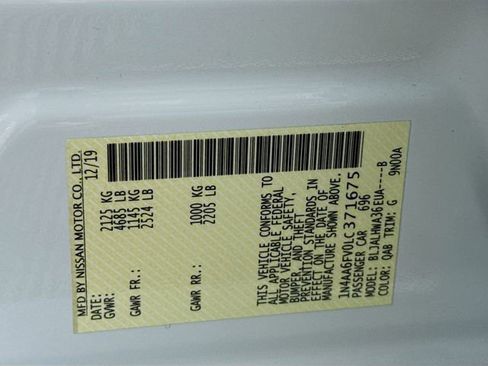 MFD BY NISSAN MOTOR CO., LTD
DATE: 12/19
GVWR: 2125 KG
4685 LB
GAWR FR.: 1145 KG
2524 LB
GAWR RR.: 1000 KG
2205 LB
THIS VEHICLE CONFORMS TO
ALL APPLICABLE FEDERAL
MOTOR VEHICLE SAFETY,
BUMPER, AND THEFT
PREVENTION STANDARDS IN
EFFECT ON THE DATE OF
MANUFACTURE SHOWN ABOVE.
1N4AA6FV0LC371675
PASSENGER CAR 696
MODEL: BLJALHWA36EUA----B
COLOR: QAB TRIM: G 9N00A